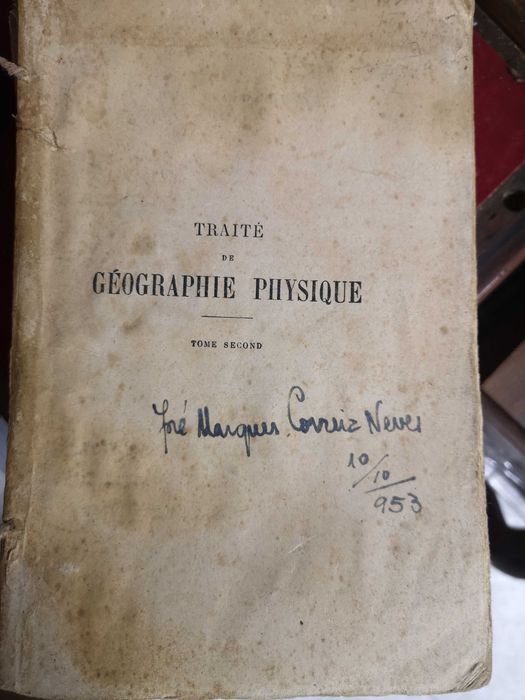 TRAITÉ
DE
GÉOGRAPHIE PHYSIQUE
TOME SECOND
José Marques Correia Neves
10/10/953